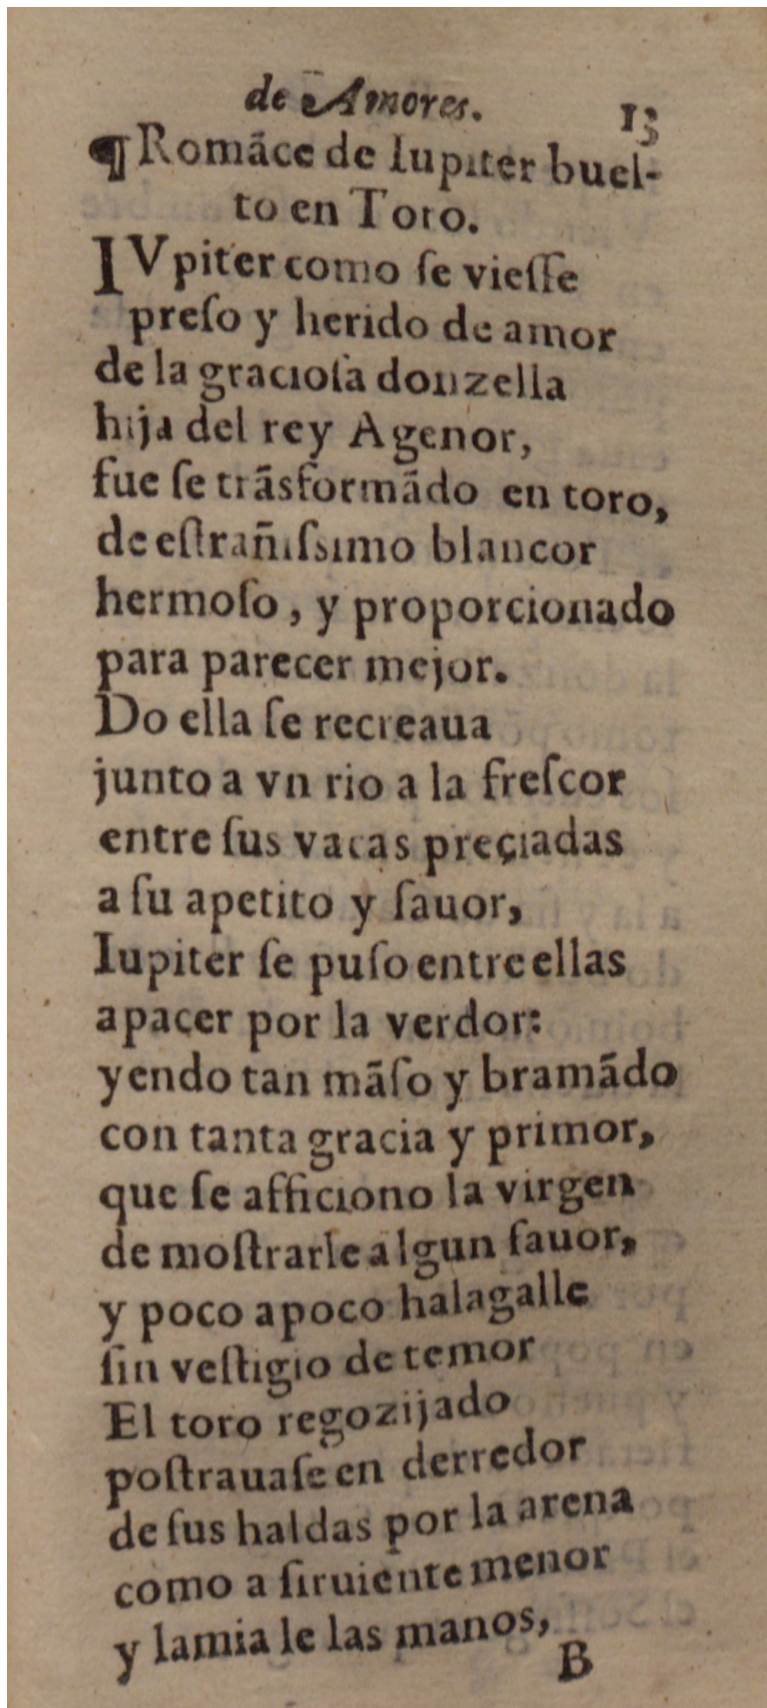 de Amores. 13
¶ Romãce de Iupiter buel-
to en Toro.
IVpiter como ſe vieſſe
preſo y herido de amor
de la gracioſa donzella
hija del rey Agenor,
fue ſe trãsformãdo en toro,
de eſtrañiſsimo blancor
hermoſo, y proporcionado
para parecer mejor.
Do ella ſe recreaua
junto a vn rio a la freſcor
entre ſus vacas preçiadas
a ſu apetito y ſauor,
Iupiter ſe puſo entre ellas
apaçer por la verdor:
yendo tan mãſo y bramãdo
con tanta gracia y primor,
que ſe afficiono la virgen
de moſtrarle algun fauor,
y poco apoco halagalle
ſin veſtigio de temor
El toro regozijado
poſtrauaſe en derredor
de ſus haldas por la arena
como a ſiruiente menor
y lamia le las manos,
B